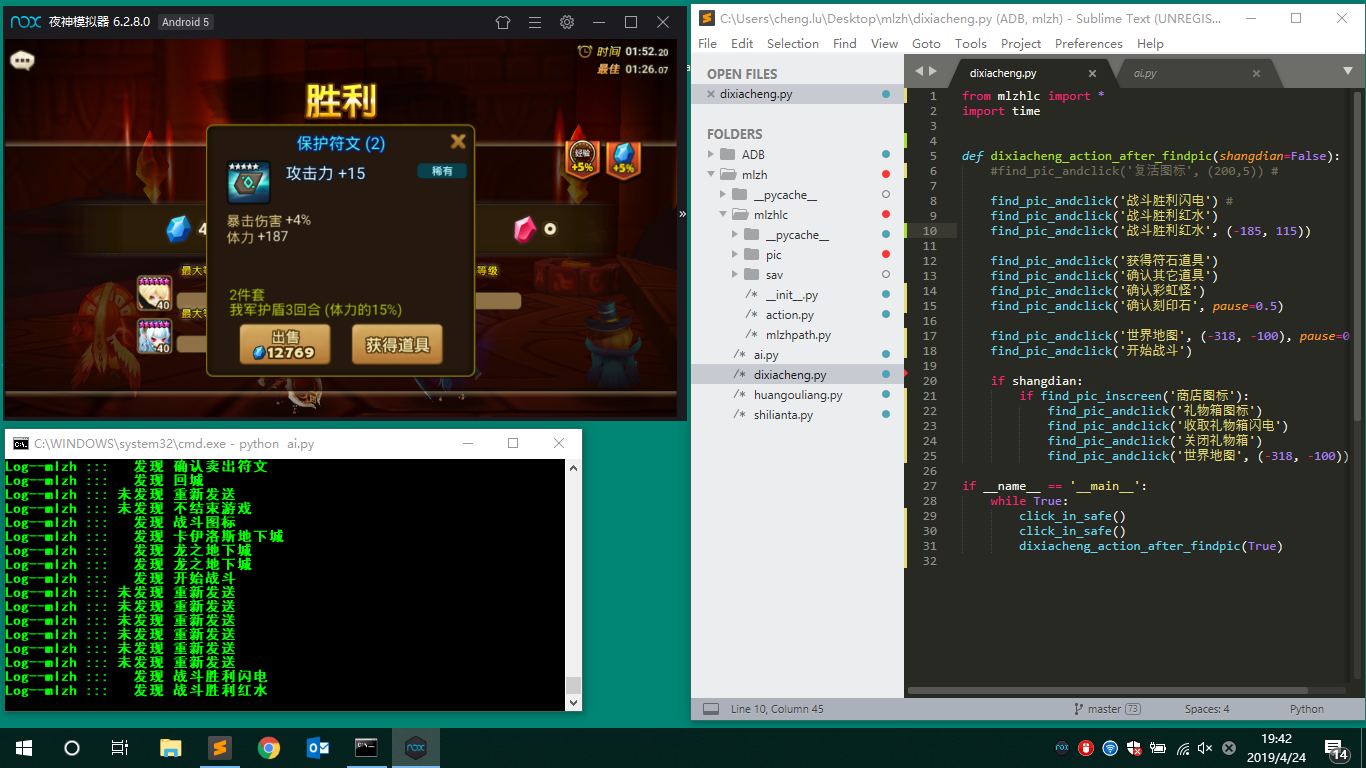 nox 夜神模拟器 6.2.8.0 Android 5
时间 01:52.20
最佳 01:26.07
胜利
保护符文 (2)
攻击力 +15
稀有
暴击伤害 +4%
体力 +187
经验
+5%
+5%
4
0
最大等
等级
40
最大等
40
2件套
我军护盾3回合 (体力的15%)
出售
12769
获得道具
C:\WINDOWS\system32\cmd.exe - python ai.py
Log--mlzh ::: 发现 确认卖出符文
Log--mlzh ::: 发现 回城
Log--mlzh ::: 未发现 重新发送
Log--mlzh ::: 未发现 不结束游戏
Log--mlzh ::: 发现 战斗图标
Log--mlzh ::: 发现 卡伊洛斯地下城
Log--mlzh ::: 发现 龙之地下城
Log--mlzh ::: 发现 龙之地下城
Log--mlzh ::: 发现 开始战斗
Log--mlzh ::: 未发现 重新发送
Log--mlzh ::: 未发现 重新发送
Log--mlzh ::: 未发现 重新发送
Log--mlzh ::: 未发现 重新发送
Log--mlzh ::: 未发现 重新发送
Log--mlzh ::: 未发现 重新发送
Log--mlzh ::: 发现 战斗胜利闪电
Log--mlzh ::: 发现 战斗胜利红水
C:\Users\cheng.lu\Desktop\mlzh\dixiacheng.py (ADB, mlzh) - Sublime Text (UNREGIS...
File Edit Selection Find View Goto Tools Project Preferences Help
OPEN FILES
dixiacheng.py
FOLDERS
ADB
mlzh
__pycache__
mlzhlc
__pycache__
pic
sav
/* __init__.py
/* action.py
/* mlzhpath.py
/* ai.py
/* dixiacheng.py
/* huangouliang.py
/* shilianta.py
dixiacheng.py ai.py
1 from mlzhlc import *
2 import time
3
4
5 def dixiacheng_action_after_findpic(shangdian=False):
6 #find_pic_andclick('复活图标', (200,5)) #
7
8 find_pic_andclick('战斗胜利闪电') #
9 find_pic_andclick('战斗胜利红水')
10 find_pic_andclick('战斗胜利红水', (-185, 115))
11
12 find_pic_andclick('获得符石道具')
13 find_pic_andclick('确认其它道具')
14 find_pic_andclick('确认彩虹怪')
15 find_pic_andclick('确认刻印石', pause=0.5)
16
17 find_pic_andclick('世界地图', (-318, -100), pause=0
18 find_pic_andclick('开始战斗')
19
20 if shangdian:
21 if find_pic_inscreen('商店图标'):
22 find_pic_andclick('礼物箱图标')
23 find_pic_andclick('收取礼物箱闪电')
24 find_pic_andclick('关闭礼物箱')
25 find_pic_andclick('世界地图', (-318, -100))
26
27 if __name__ == '__main__':
28 while True:
29 click_in_safe()
30 click_in_safe()
31 dixiacheng_action_after_findpic(True)
32
Line 10, Column 45 master 73 Spaces: 4 Python
19:42
2019/4/24
14